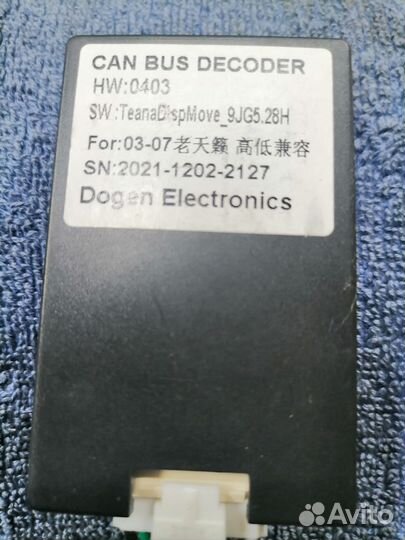 CAN BUS DECODER
HW:0403
SW:TeanaDispMove_9JG5.28H
For:03-07老天籁 高低兼容
SN:2021-1202-2127
Dogen Electronics
Avito